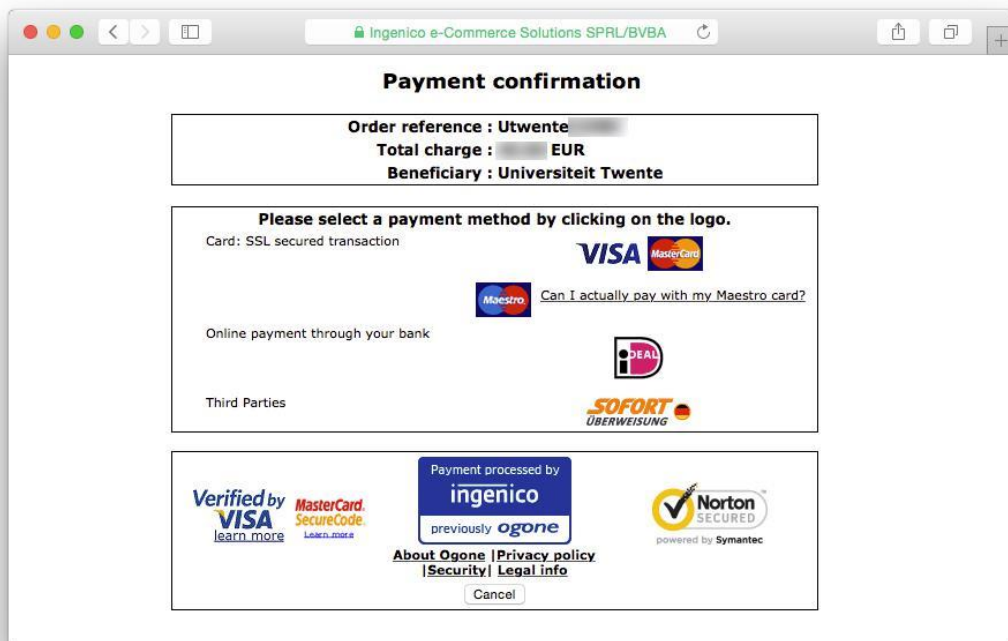 Ingenico e-Commerce Solutions SPRL/BVBA
Payment confirmation
Order reference : Utwente
Total charge : EUR
Beneficiary : Universiteit Twente
Please select a payment method by clicking on the logo.
Card: SSL secured transaction
VISA MasterCard
Maestro Can I actually pay with my Maestro card?
Online payment through your bank
iDEAL
Third Parties
SOFORT
ÜBERWEISUNG
Verified by
VISA
learn more
MasterCard.
SecureCode.
Learn more
Payment processed by
ingenico
previously ogone
Norton
SECURED
powered by Symantec
About Ogone |Privacy policy
|Security| Legal info
Cancel